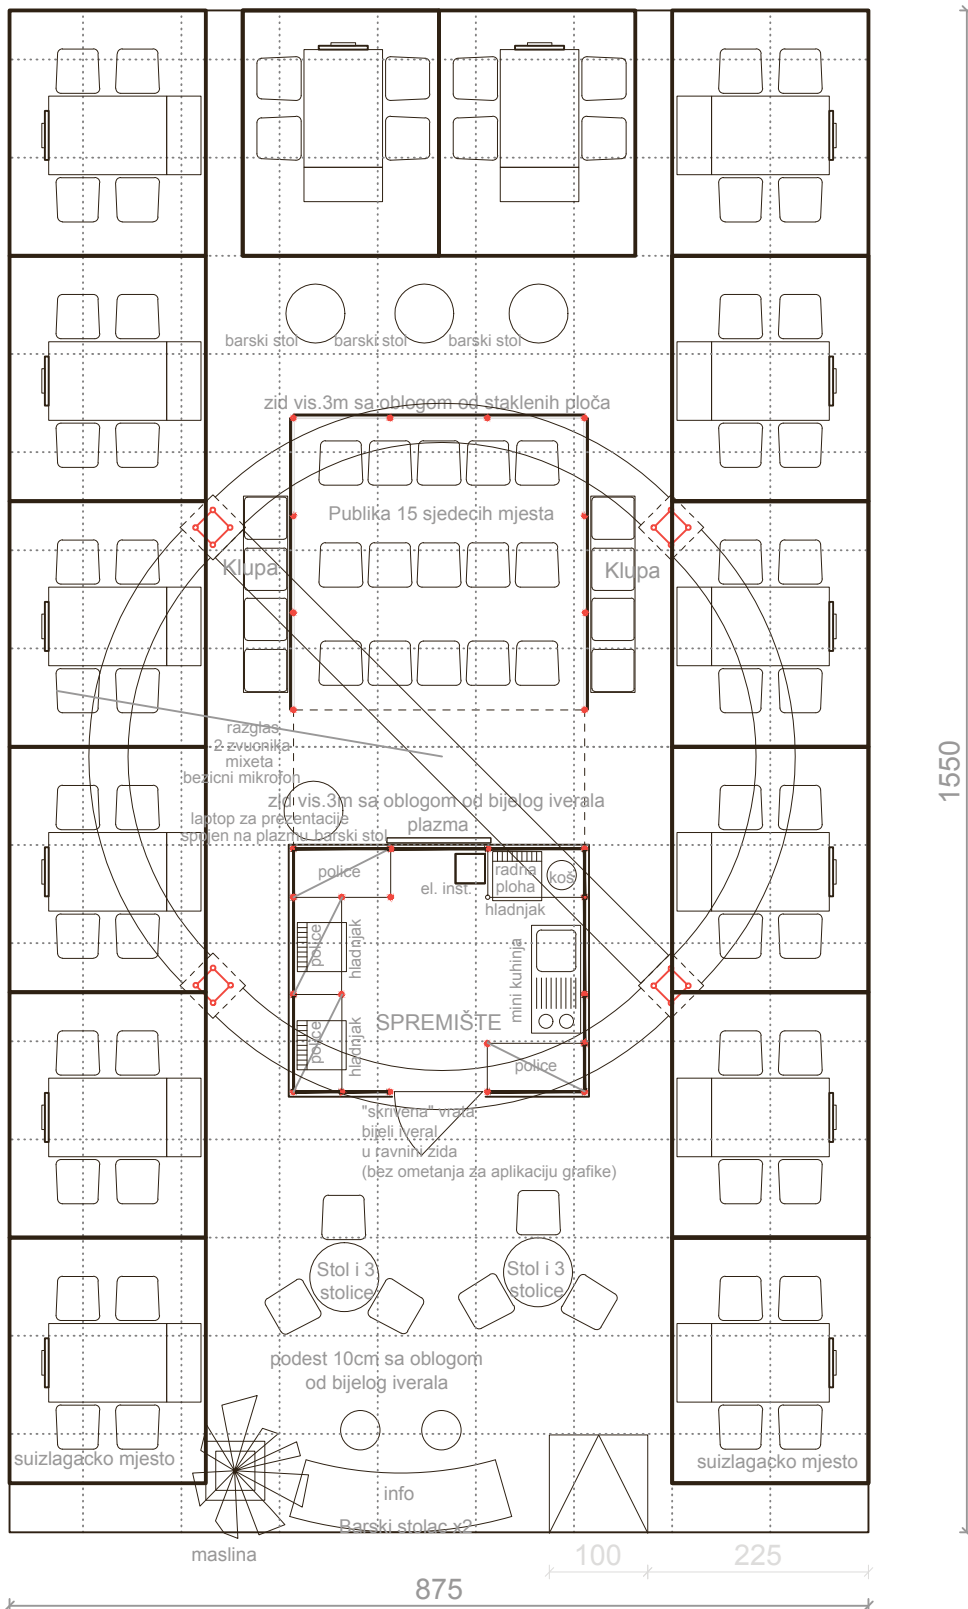 barski stol
barski stol
barski stol
zid vis.3m sa oblogom od staklenih ploča
Publika 15 sjedecih mjesta
Klupa
Klupa
razglas
2 zvucnika
mixeta
bezicni mikrofon
zid vis.3m sa oblogom od bijelog iverala
laptop za prezentacije
plazma
spojen na plazmu barski stol
police
el. inst.
radna
ploha
koš
hladnjak
police
hladnjak
mini kuhinja
SPREMIŠTE
police
hladnjak
police
"skrivena" vrata
bijeli iveral
u ravnini zida
(bez ometanja za aplikaciju grafike)
Stol i 3
stolice
Stol i 3
stolice
podest 10cm sa oblogom
od bijelog iverala
suizlagacko mjesto
suizlagacko mjesto
info
Barski stolac x2
maslina
100
225
875
1550